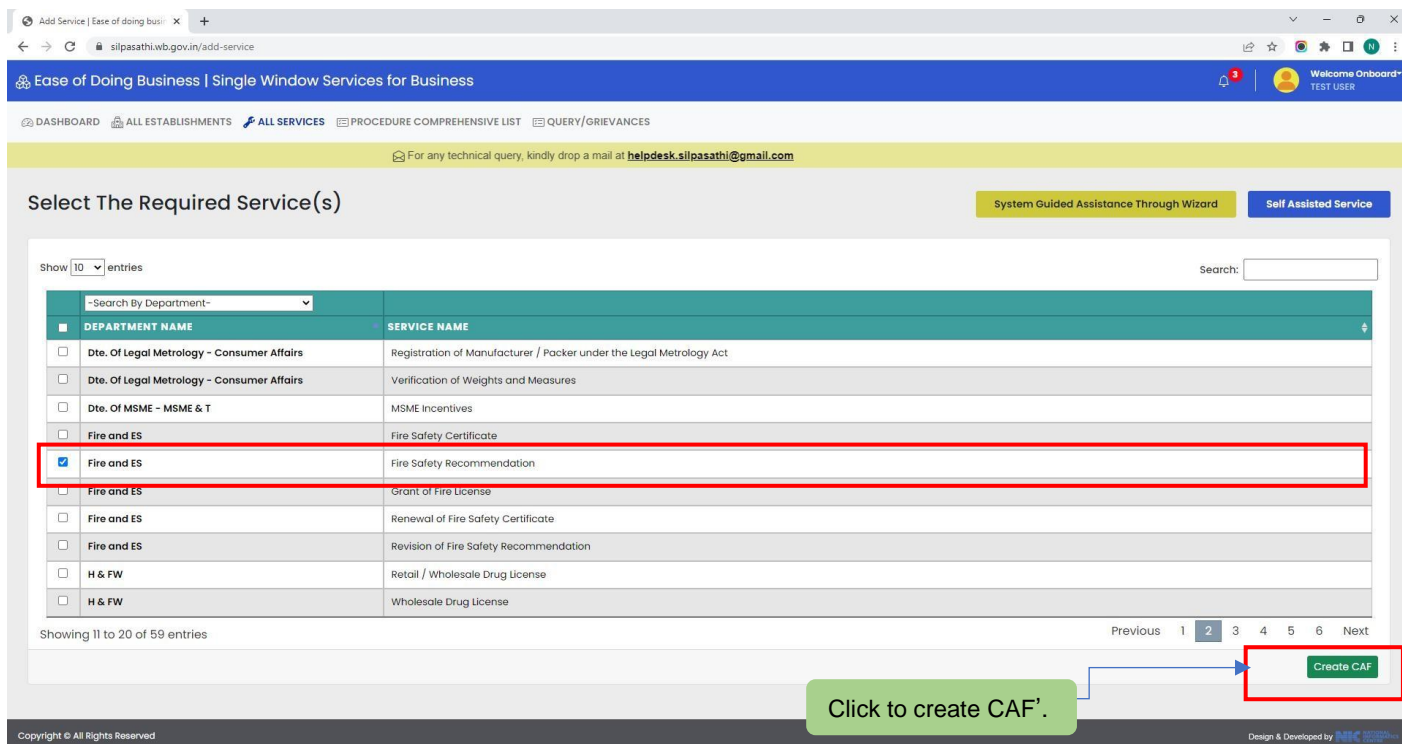 Add Service | Ease of doing busin
silpasathi.wb.gov.in/add-service
N
Ease of Doing Business | Single Window Services for Business
3
Welcome Onboard
TEST USER
DASHBOARD ALL ESTABLISHMENTS ALL SERVICES PROCEDURE COMPREHENSIVE LIST QUERY/GRIEVANCES
For any technical query, kindly drop a mail at helpdesk.silpasathi@gmail.com
Select The Required Service(s)
System Guided Assistance Through Wizard
Self Assisted Service
Show 10 entries
Search:
-Search By Department-
DEPARTMENT NAME SERVICE NAME
Dte. Of Legal Metrology - Consumer Affairs Registration of Manufacturer / Packer under the Legal Metrology Act
Dte. Of Legal Metrology - Consumer Affairs Verification of Weights and Measures
Dte. Of MSME - MSME & T MSME Incentives
Fire and ES Fire Safety Certificate
Fire and ES Fire Safety Recommendation
Fire and ES Grant of Fire License
Fire and ES Renewal of Fire Safety Certificate
Fire and ES Revision of Fire Safety Recommendation
H & FW Retail / Wholesale Drug License
H & FW Wholesale Drug License
Showing 11 to 20 of 59 entries
Previous 1 2 3 4 5 6 Next
Create CAF
Click to create CAF’.
Copyright © All Rights Reserved
Design & Developed by NIC